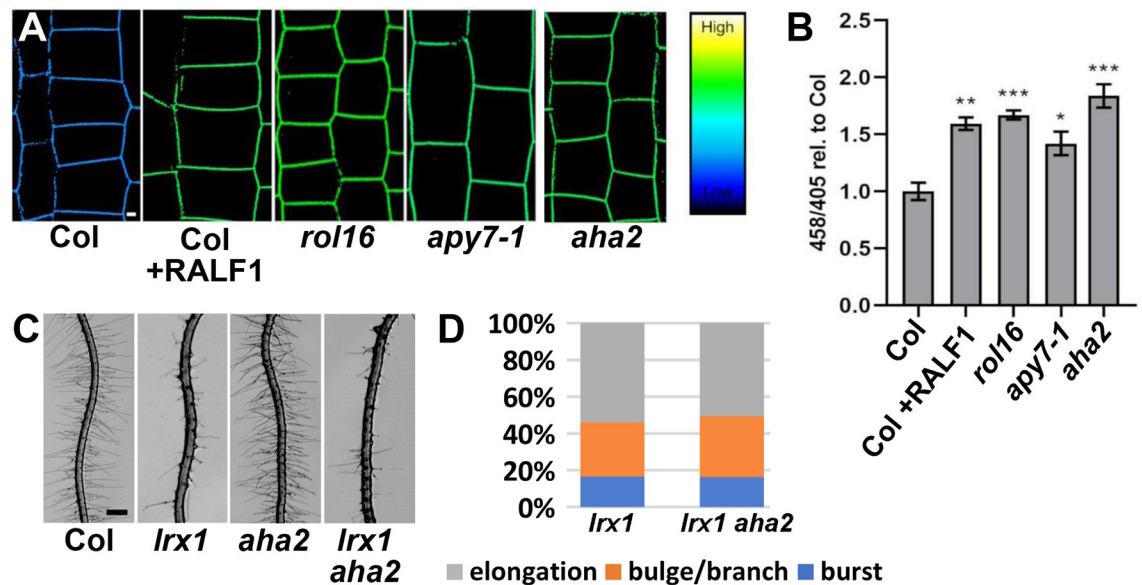 A
High
Low
Col
Col
+RALF1
rol16
apy7-1
aha2
B
458/405 rel. to Col
2.5
2.0
1.5
1.0
0.5
0.0
**
***
*
***
Col
Col +RALF1
rol16
apy7-1
aha2
C
Col
lrx1
aha2
lrx1
aha2
D
100%
80%
60%
40%
20%
0%
lrx1
lrx1 aha2
elongation
bulge/branch
burst